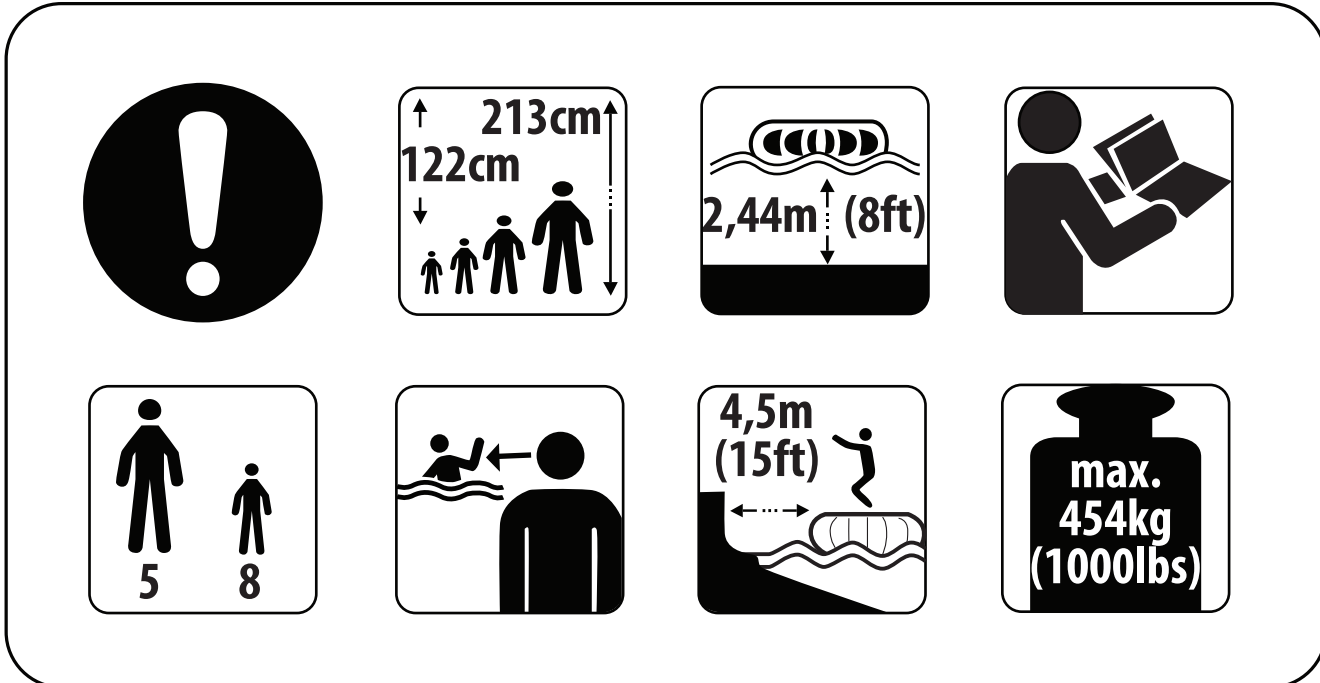 213cm
122cm
2,44m (8ft)
5 8
4,5m
(15ft)
max.
454kg
(1000lbs)